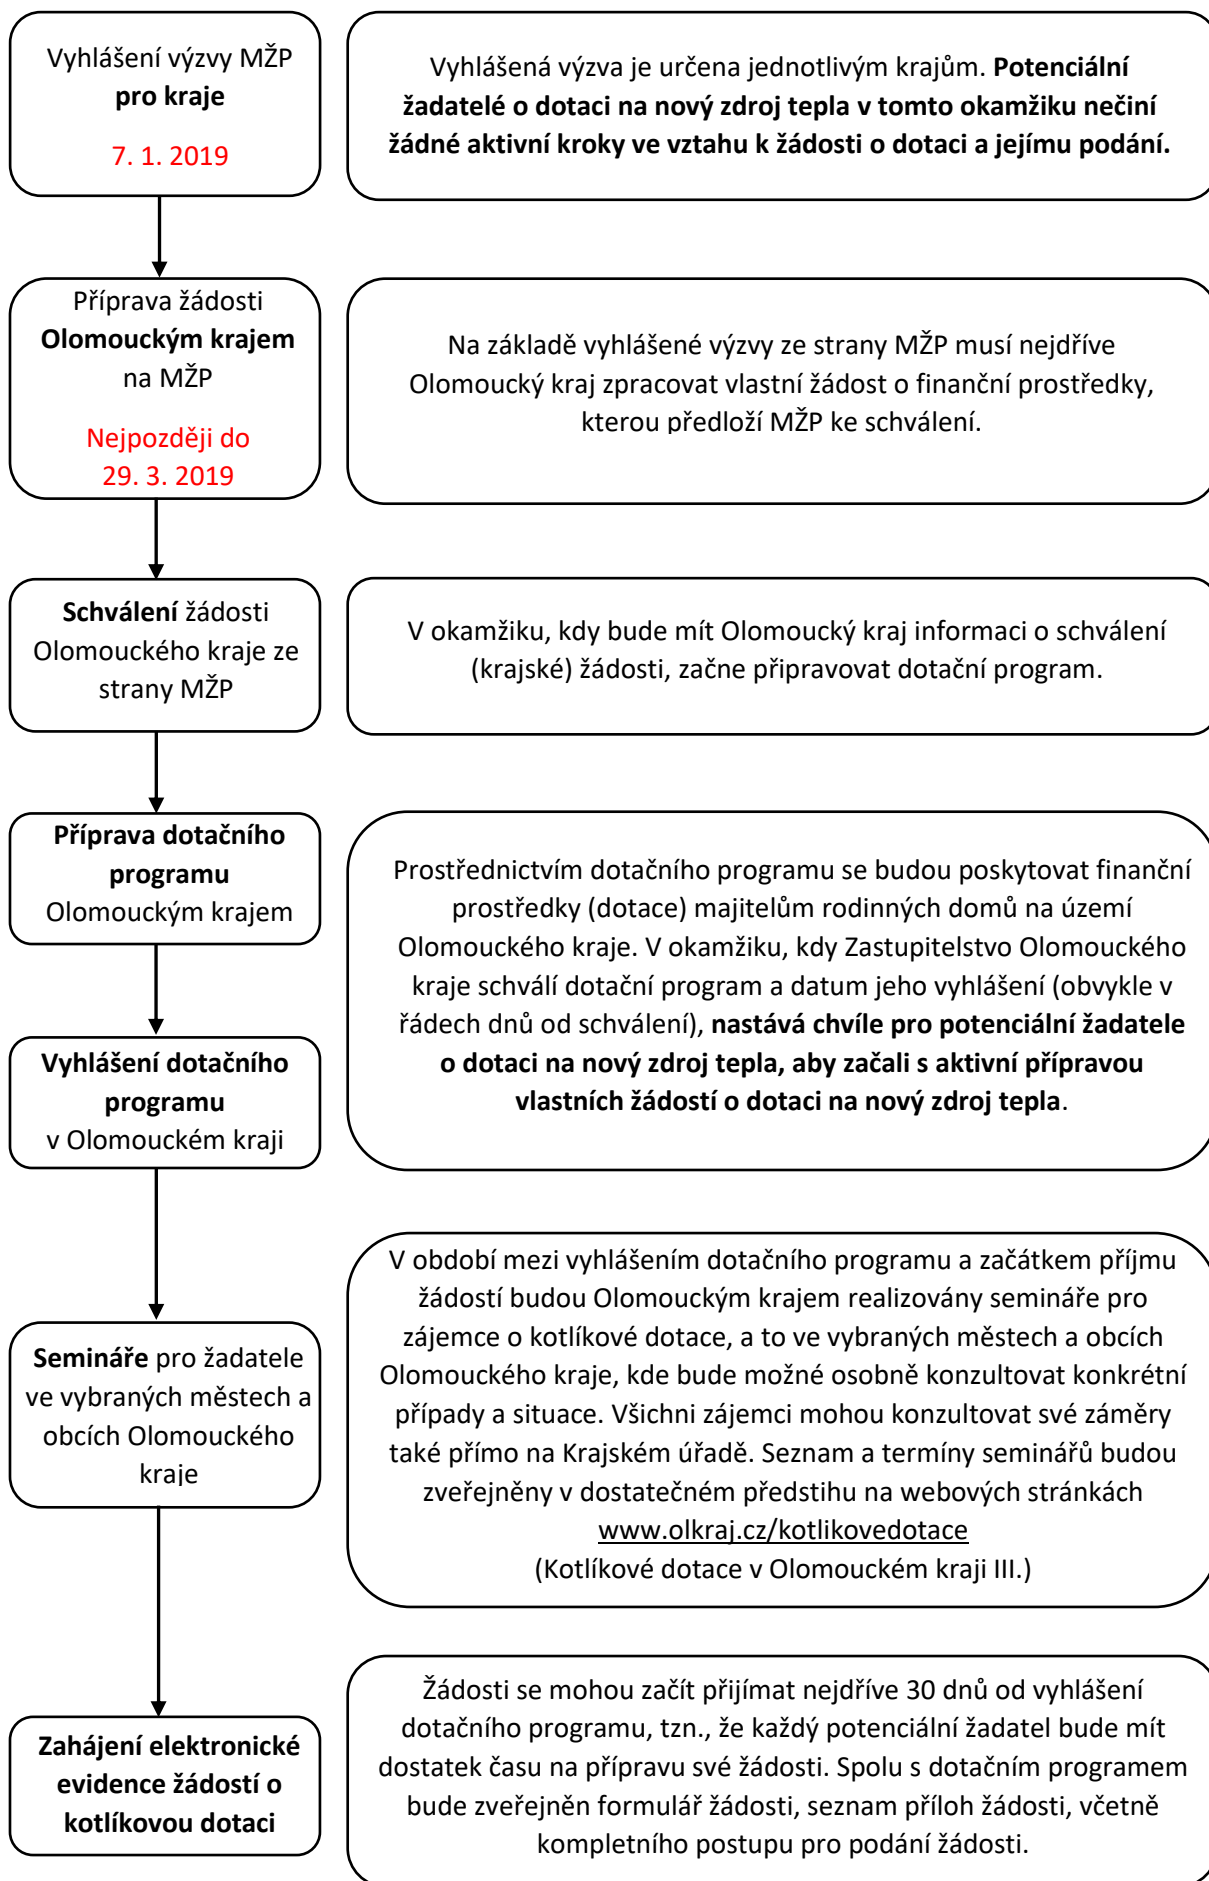 Vyhlášení výzvy MŽP
pro kraje
7. 1. 2019
Vyhlášená výzva je určena jednotlivým krajům. Potenciální
žadatelé o dotaci na nový zdroj tepla v tomto okamžiku nečiní
žádné aktivní kroky ve vztahu k žádosti o dotaci a jejímu podání.
Příprava žádosti
Olomouckým krajem
na MŽP
Nejpozději do
29. 3. 2019
Na základě vyhlášené výzvy ze strany MŽP musí nejdříve
Olomoucký kraj zpracovat vlastní žádost o finanční prostředky,
kterou předloží MŽP ke schválení.
Schválení žádosti
Olomouckého kraje ze
strany MŽP
V okamžiku, kdy bude mít Olomoucký kraj informaci o schválení
(krajské) žádosti, začne připravovat dotační program.
Příprava dotačního
programu
Olomouckým krajem
Vyhlášení dotačního
programu
v Olomouckém kraji
Prostřednictvím dotačního programu se budou poskytovat finanční
prostředky (dotace) majitelům rodinných domů na území
Olomouckého kraje. V okamžiku, kdy Zastupitelstvo Olomouckého
kraje schválí dotační program a datum jeho vyhlášení (obvykle v
řádech dnů od schválení), nastává chvíle pro potenciální žadatele
o dotaci na nový zdroj tepla, aby začali s aktivní přípravou
vlastních žádostí o dotaci na nový zdroj tepla.
Semináře pro žadatele
ve vybraných městech a
obcích Olomouckého
kraje
V období mezi vyhlášením dotačního programu a začátkem příjmu
žádostí budou Olomouckým krajem realizovány semináře pro
zájemce o kotlíkové dotace, a to ve vybraných městech a obcích
Olomouckého kraje, kde bude možné osobně konzultovat konkrétní
případy a situace. Všichni zájemci mohou konzultovat své záměry
také přímo na Krajském úřadě. Seznam a termíny seminářů budou
zveřejněny v dostatečném předstihu na webových stránkách
www.olkraj.cz/kotlikovedotace
(Kotlíkové dotace v Olomouckém kraji III.)
Zahájení elektronické
evidence žádostí o
kotlíkovou dotaci
Žádosti se mohou začít přijímat nejdříve 30 dnů od vyhlášení
dotačního programu, tzn., že každý potenciální žadatel bude mít
dostatek času na přípravu své žádosti. Spolu s dotačním programem
bude zveřejněn formulář žádosti, seznam příloh žádosti, včetně
kompletního postupu pro podání žádosti.